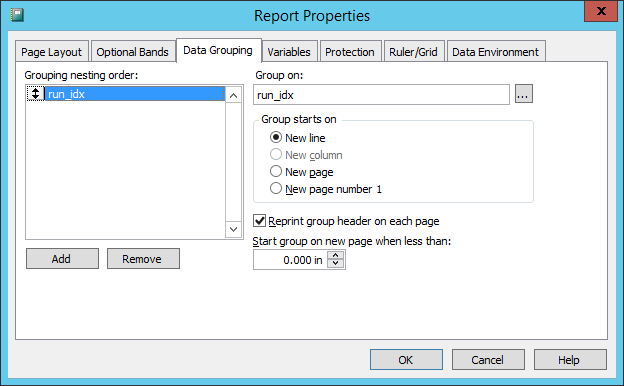 Report Properties
x
Page Layout
Optional Bands
Data Grouping
Variables
Protection
Ruler/Grid
Data Environment
Grouping nesting order:
run_idx
Add
Remove
Group on:
run_idx
...
Group starts on
New line
New column
New page
New page number 1
Reprint group header on each page
Start group on new page when less than:
0.000 in
OK
Cancel
Help